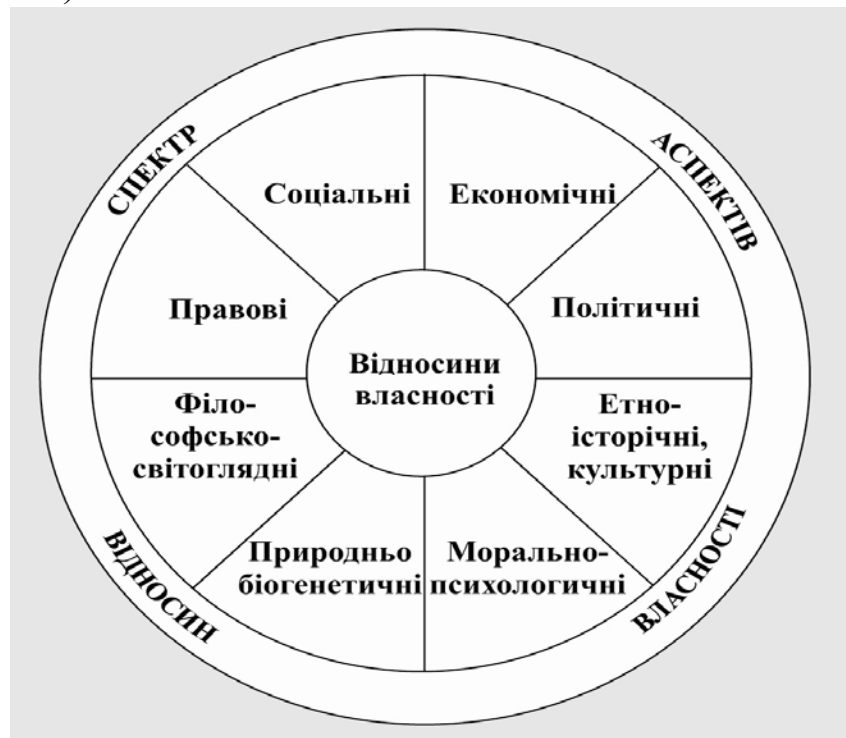 )
СПЕКТР
АСПЕКТІВ
ВІДНОСИН
ВЛАСНОСТІ
Соціальні
Економічні
Правові
Політичні
Відносини
власності
Філо-
софсько-
світоглядні
Етно-
історічні,
культурні
Природньо
біогенетичні
Морально-
психологичні